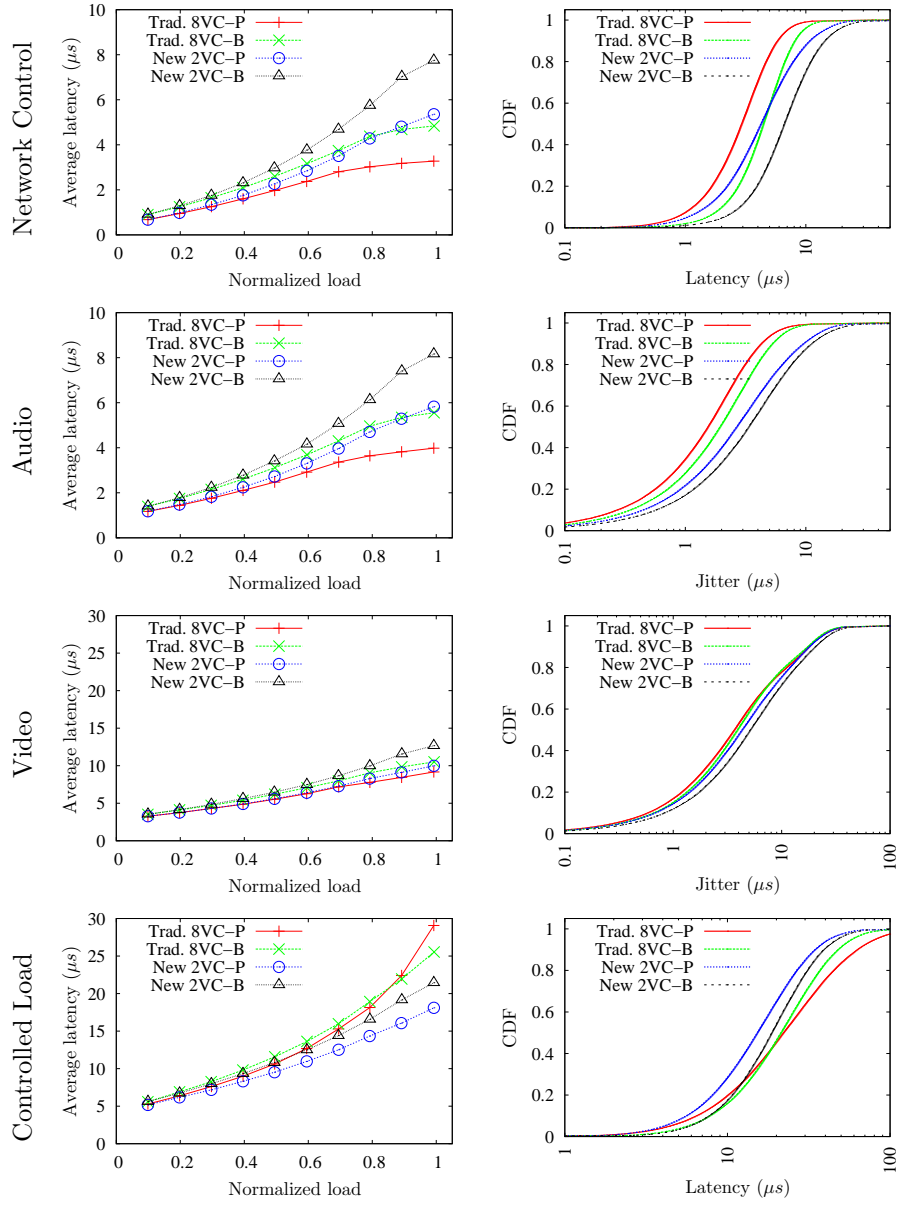 Network Control
Average latency (μs)
10
8
6
4
2
0
Trad. 8VC−P
Trad. 8VC−B
New 2VC−P
New 2VC−B
0 0.2 0.4 0.6 0.8 1
Normalized load
CDF
1
0.8
0.6
0.4
0.2
0
Trad. 8VC−P
Trad. 8VC−B
New 2VC−P
New 2VC−B
0.1 1 10
Latency (μs)
Audio
Average latency (μs)
10
8
6
4
2
0
Trad. 8VC−P
Trad. 8VC−B
New 2VC−P
New 2VC−B
0 0.2 0.4 0.6 0.8 1
Normalized load
CDF
1
0.8
0.6
0.4
0.2
0
Trad. 8VC−P
Trad. 8VC−B
New 2VC−P
New 2VC−B
0.1 1 10
Jitter (μs)
Video
Average latency (μs)
30
25
20
15
10
5
0
Trad. 8VC−P
Trad. 8VC−B
New 2VC−P
New 2VC−B
0 0.2 0.4 0.6 0.8 1
Normalized load
CDF
1
0.8
0.6
0.4
0.2
0
Trad. 8VC−P
Trad. 8VC−B
New 2VC−P
New 2VC−B
0.1 1 10 100
Jitter (μs)
Controlled Load
Average latency (μs)
30
25
20
15
10
5
0
Trad. 8VC−P
Trad. 8VC−B
New 2VC−P
New 2VC−B
0 0.2 0.4 0.6 0.8 1
Normalized load
CDF
1
0.8
0.6
0.4
0.2
0
Trad. 8VC−P
Trad. 8VC−B
New 2VC−P
New 2VC−B
1 10 100
Latency (μs)